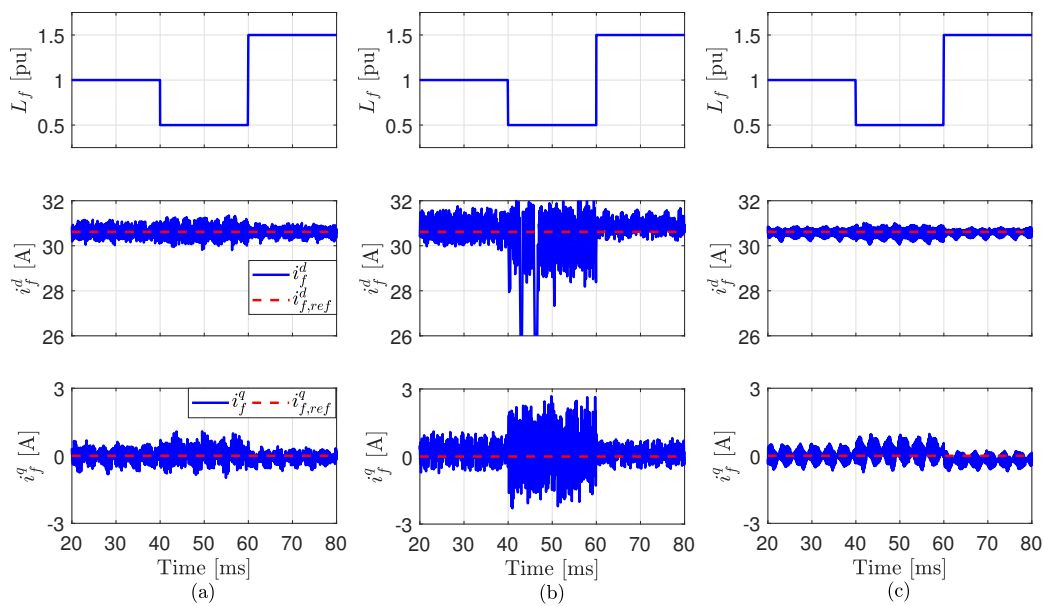 1.5
1
0.5
L_f [pu]
1.5
1
0.5
L_f [pu]
1.5
1
0.5
L_f [pu]
32
30
28
26
i_f^d [A]
i_f^d
i_{f,ref}^d
32
30
28
26
i_f^d [A]
32
30
28
26
i_f^d [A]
3
0
-3
i_f^q [A]
i_f^q
i_{f,ref}^q
20 30 40 50 60 70 80
Time [ms]
(a)
3
0
-3
i_f^q [A]
20 30 40 50 60 70 80
Time [ms]
(b)
3
0
-3
i_f^q [A]
20 30 40 50 60 70 80
Time [ms]
(c)